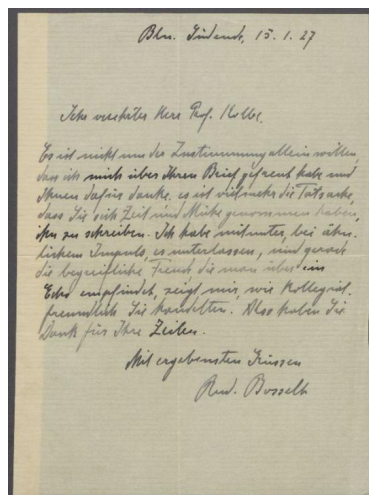 Bln. Südende, 15.1.27
Sehr verehrter Herr Prof. Kolbe,
Es ist nicht um der Zustimmung allein willen,
dass ich mich über Ihren Brief gefreut habe und
Ihnen dafür danke, es ist vielmehr die Tatsache,
dass Sie sich Zeit und Mühe genommen haben,
ihn zu schreiben. Ich habe mitunter, bei ähn-
lichem Impuls, es unterlassen, und gerade
die begreifliche Freude die man über ein
Echo empfindet, zeigt mir, wie kollegial
freundlich Sie handelten. Also haben Sie
Dank für Ihre Zeilen.
Mit ergebensten Grüssen
Rud. Bosselt